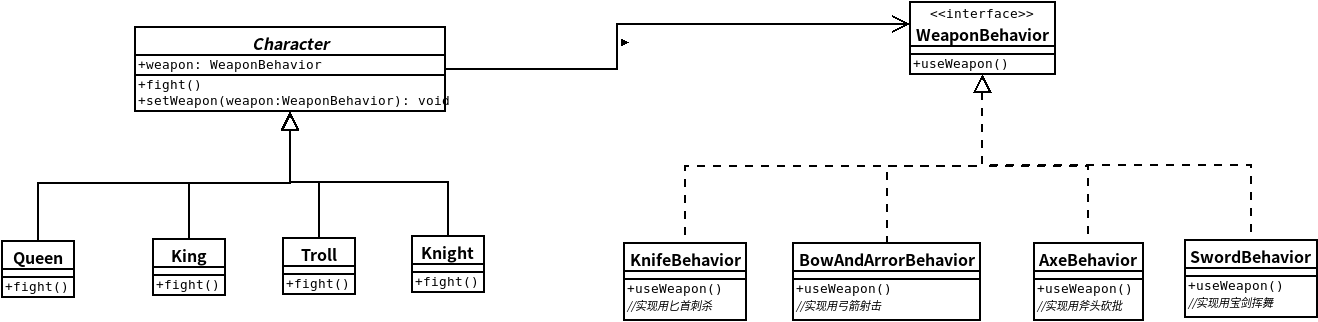 Character
+weapon: WeaponBehavior
+fight()
+setWeapon(weapon:WeaponBehavior): void
<<interface>>
WeaponBehavior
+useWeapon()
Queen
+fight()
King
+fight()
Troll
+fight()
Knight
+fight()
KnifeBehavior
+useWeapon()
//实现用匕首刺杀
BowAndArrorBehavior
+useWeapon()
//实现用弓箭射击
AxeBehavior
+useWeapon()
//实现用斧头砍批
SwordBehavior
+useWeapon()
//实现用宝剑挥舞